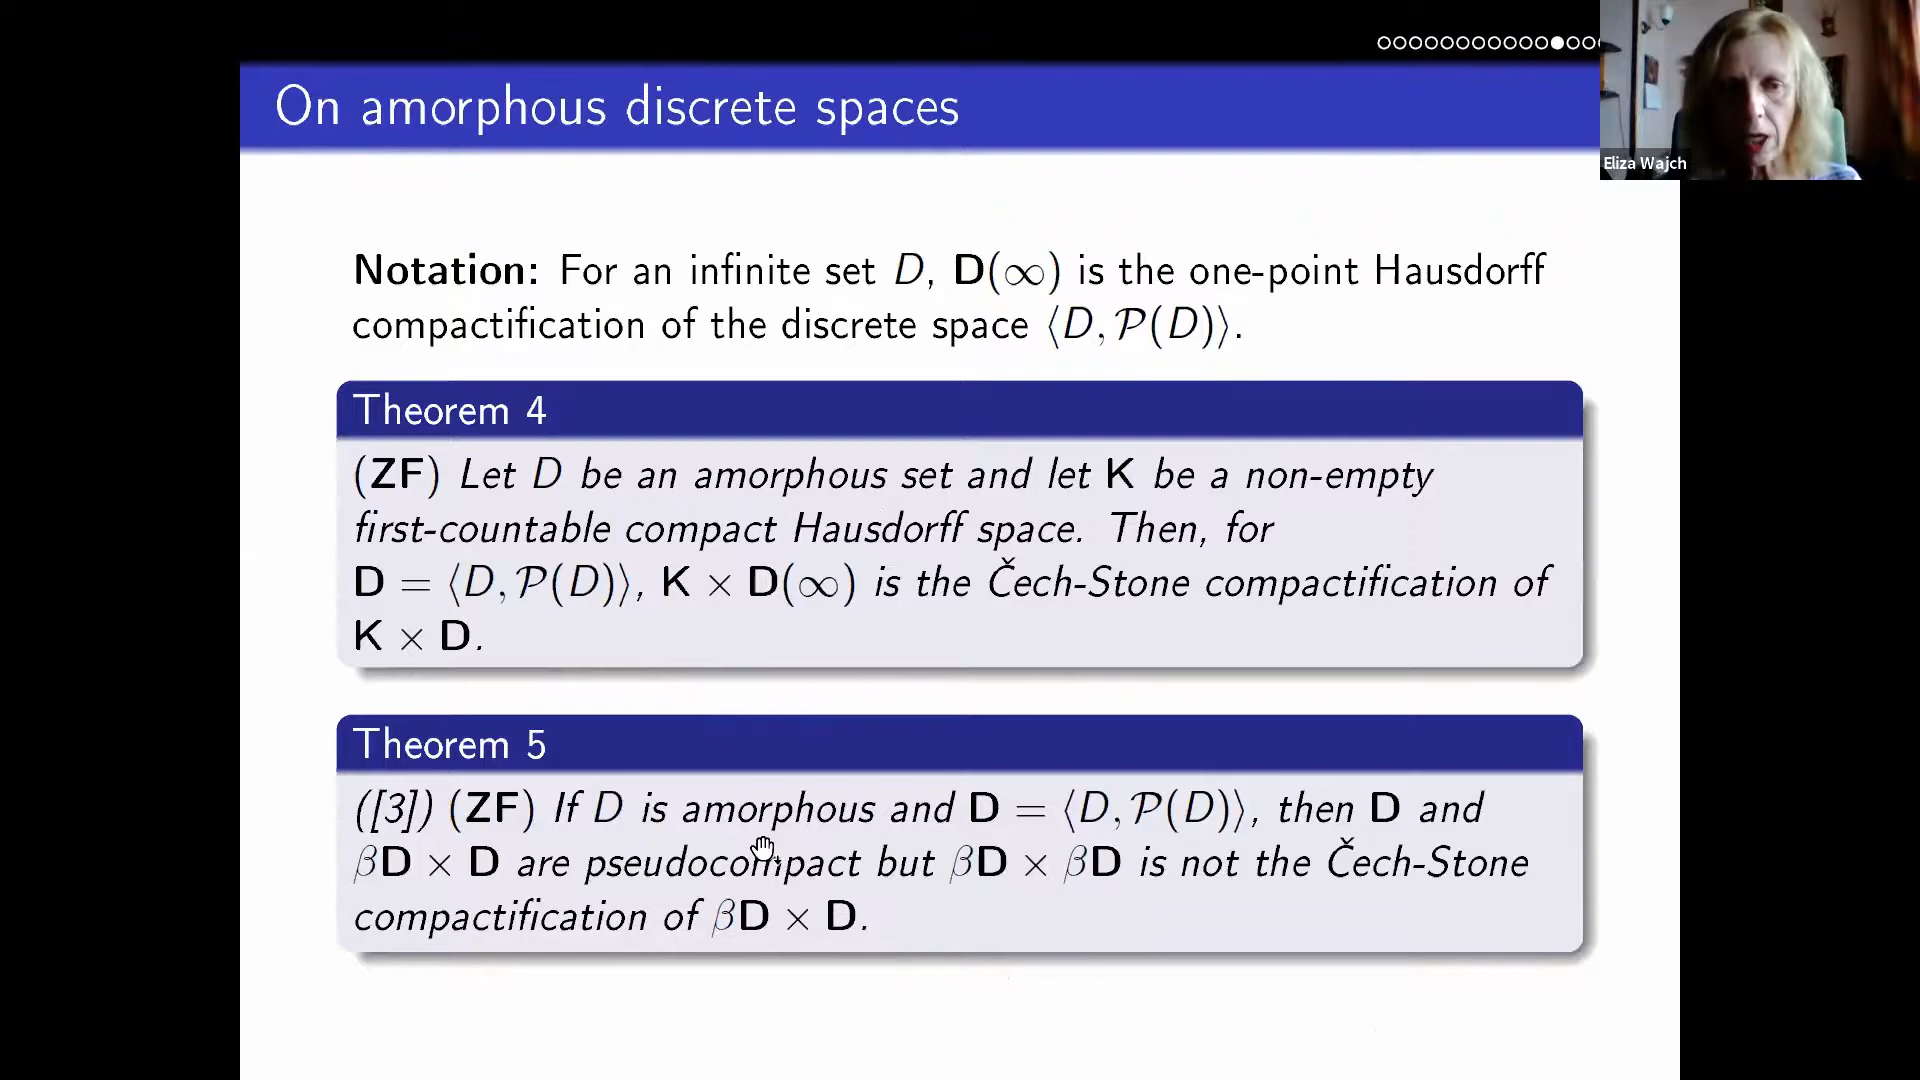 On amorphous discrete spaces
Eliza Wajch
Notation: For an infinite set D, D(∞) is the one-point Hausdorff
compactification of the discrete space ⟨D, 𝒫(D)⟩.
Theorem 4
(ZF) Let D be an amorphous set and let K be a non-empty
first-countable compact Hausdorff space. Then, for
D = ⟨D, 𝒫(D)⟩, K × D(∞) is the Čech-Stone compactification of
K × D.
Theorem 5
([3]) (ZF) If D is amorphous and D = ⟨D, 𝒫(D)⟩, then D and
βD × D are pseudocompact but βD × βD is not the Čech-Stone
compactification of βD × D.